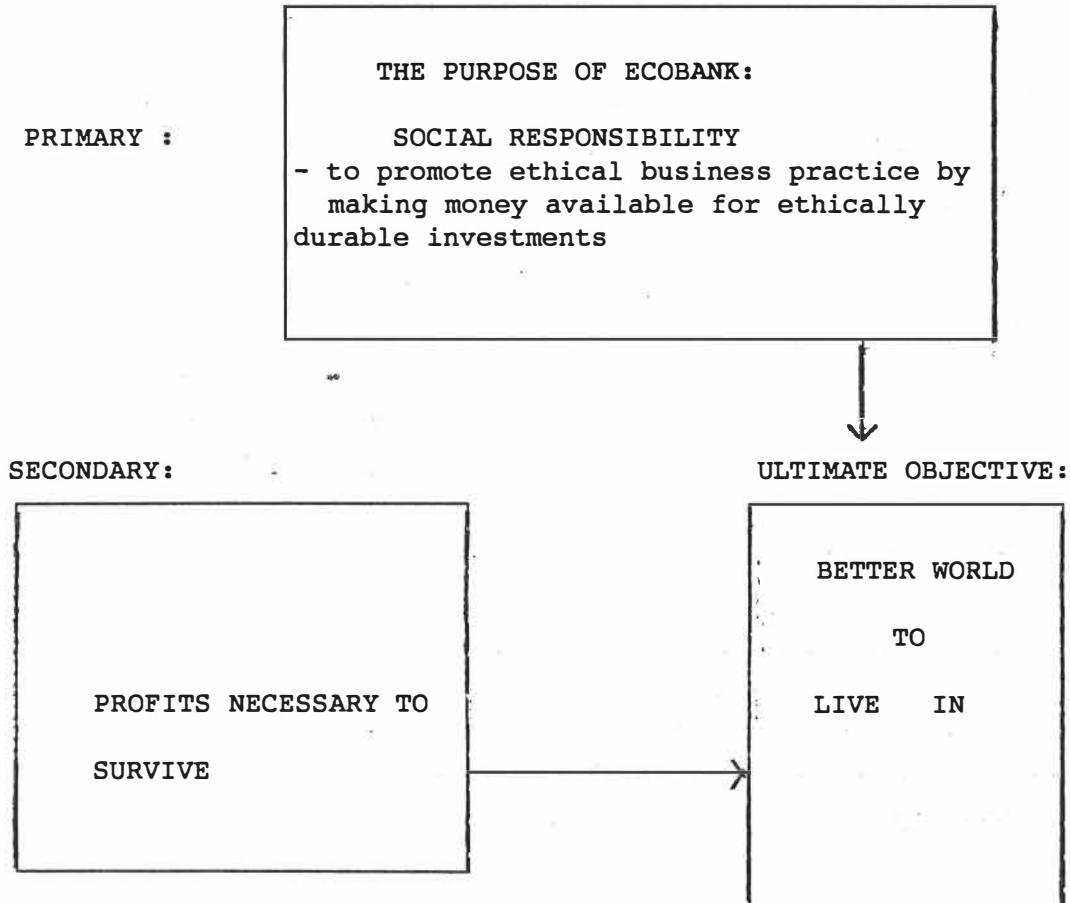 THE PURPOSE OF ECOBANK:
PRIMARY :
SOCIAL RESPONSIBILITY
- to promote ethical business practice by
making money available for ethically
durable investments
SECONDARY:
ULTIMATE OBJECTIVE:
PROFITS NECESSARY TO
SURVIVE
BETTER WORLD
TO
LIVE IN